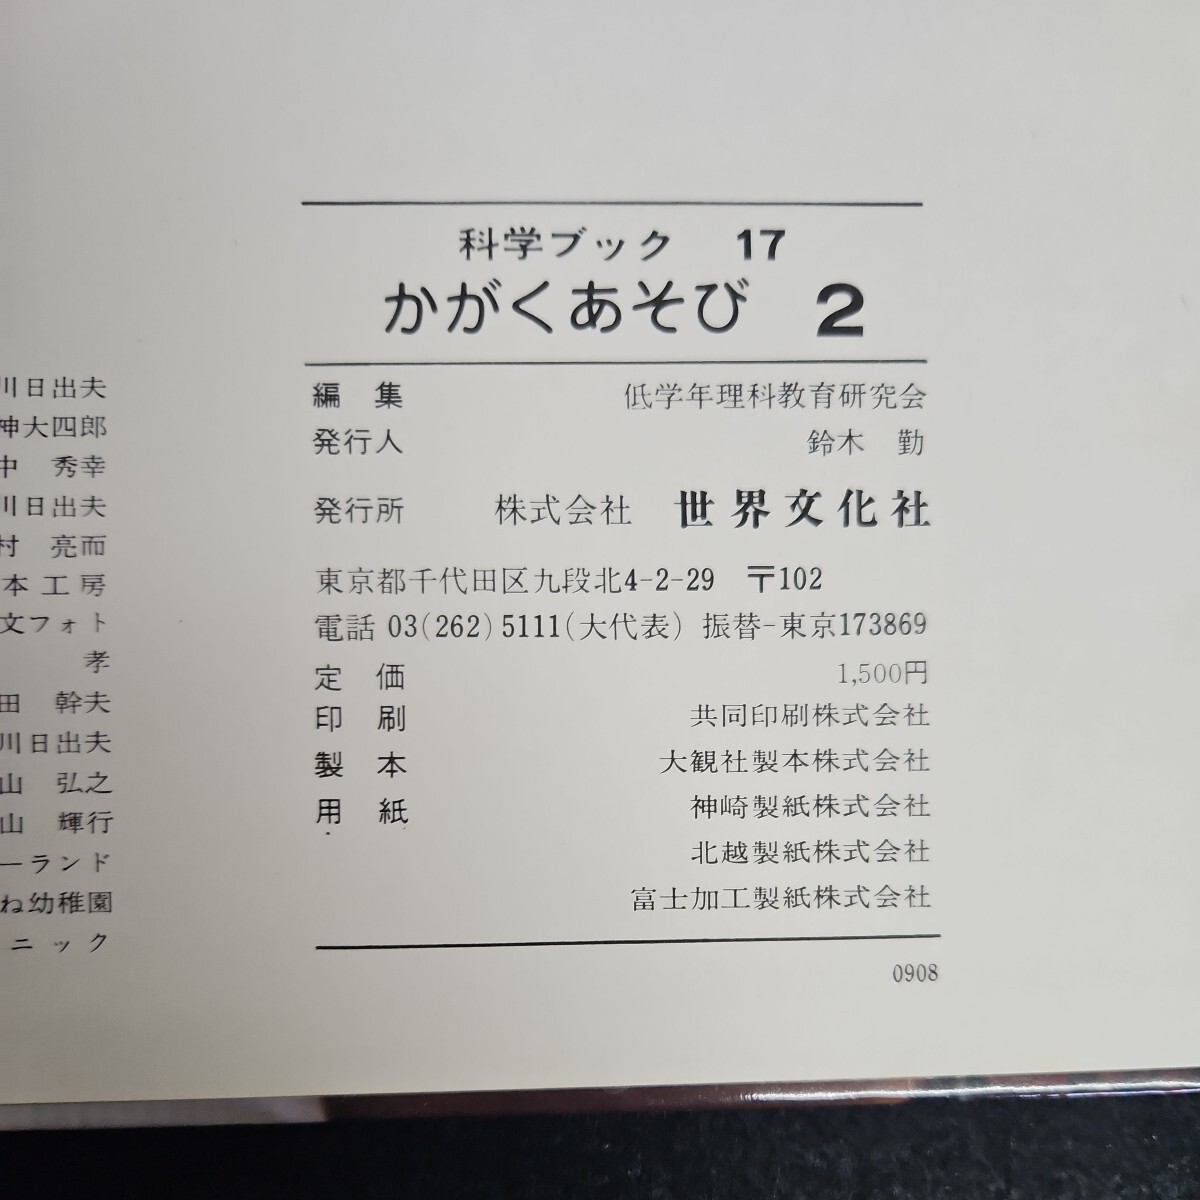 科学ブック 17
かがくあそび 2
編集 低学年理科教育研究会
発行人 鈴木 勤
発行所 株式会社 世界文化社
東京都千代田区九段北4-2-29 〒102
電話 03(262)5111(大代表) 振替-東京173869
定価 1,500円
印刷 共同印刷株式会社
製本 大観社製本株式会社
用紙 神崎製紙株式会社
北越製紙株式会社
富士加工製紙株式会社
0908
川日出夫
神大四郎
中 秀幸
川日出夫
村 亮而
本工房
文フォト
孝
田 幹夫
川日出夫
山 弘之
山 輝行
ーランド
ね幼稚園
ニック